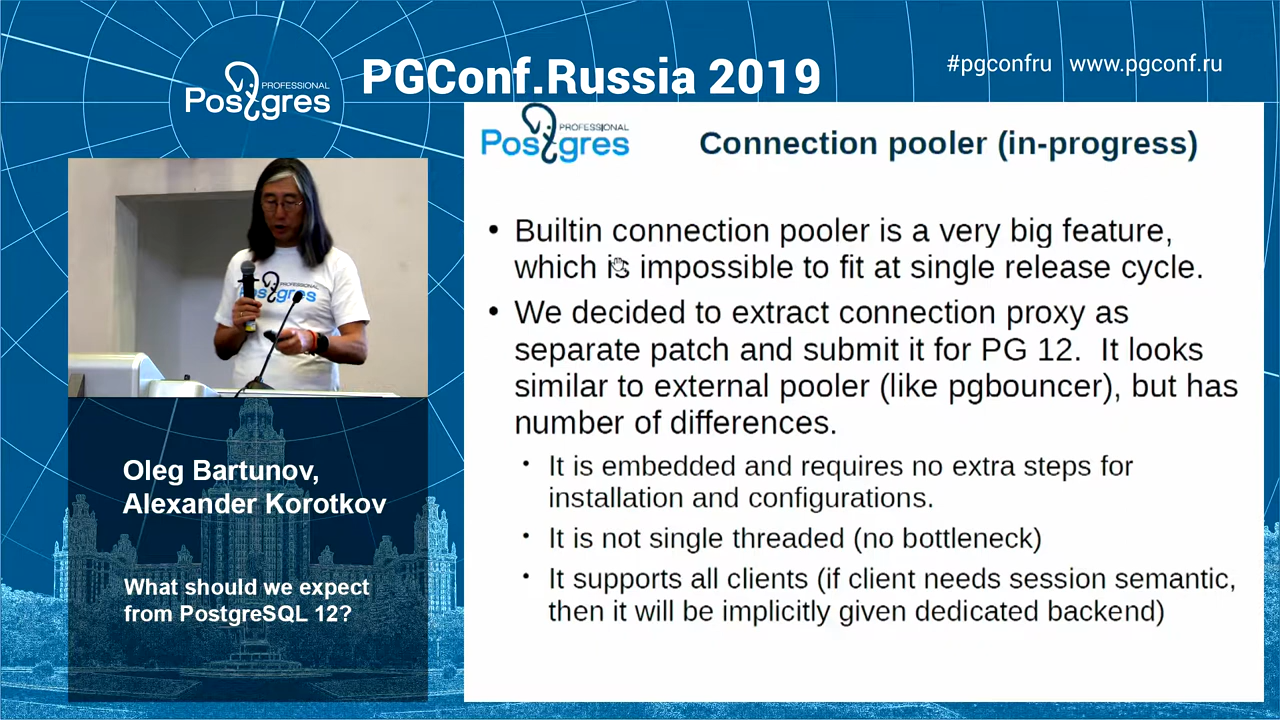 PROFESSIONAL
Postgres
PGConf.Russia 2019
#pgconfru www.pgconf.ru
PROFESSIONAL
Postgres
Connection pooler (in-progress)
• Builtin connection pooler is a very big feature,
which is impossible to fit at single release cycle.
• We decided to extract connection proxy as
separate patch and submit it for PG 12. It looks
similar to external pooler (like pgbouncer), but has
number of differences.
• It is embedded and requires no extra steps for
installation and configurations.
• It is not single threaded (no bottleneck)
• It supports all clients (if client needs session semantic,
then it will be implicitly given dedicated backend)
PROFESSIONAL
Postgres
Oleg Bartunov,
Alexander Korotkov
What should we expect
from PostgreSQL 12?